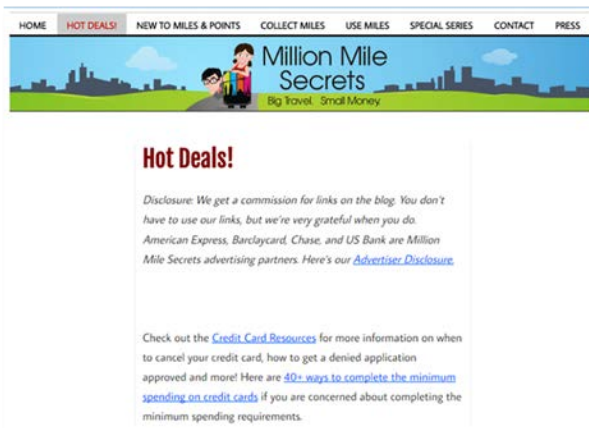 HOME HOT DEALS! NEW TO MILES & POINTS COLLECT MILES USE MILES SPECIAL SERIES CONTACT PRESS
Million Mile
Secrets
Big Travel. Small Money.
Hot Deals!
Disclosure: We get a commission for links on the blog. You don't
have to use our links, but we're very grateful when you do.
American Express, Barclaycard, Chase, and US Bank are Million
Mile Secrets advertising partners. Here's our Advertiser Disclosure.
Check out the Credit Card Resources for more information on when
to cancel your credit card, how to get a denied application
approved and more! Here are 40+ ways to complete the minimum
spending on credit cards if you are concerned about completing the
minimum spending requirements.